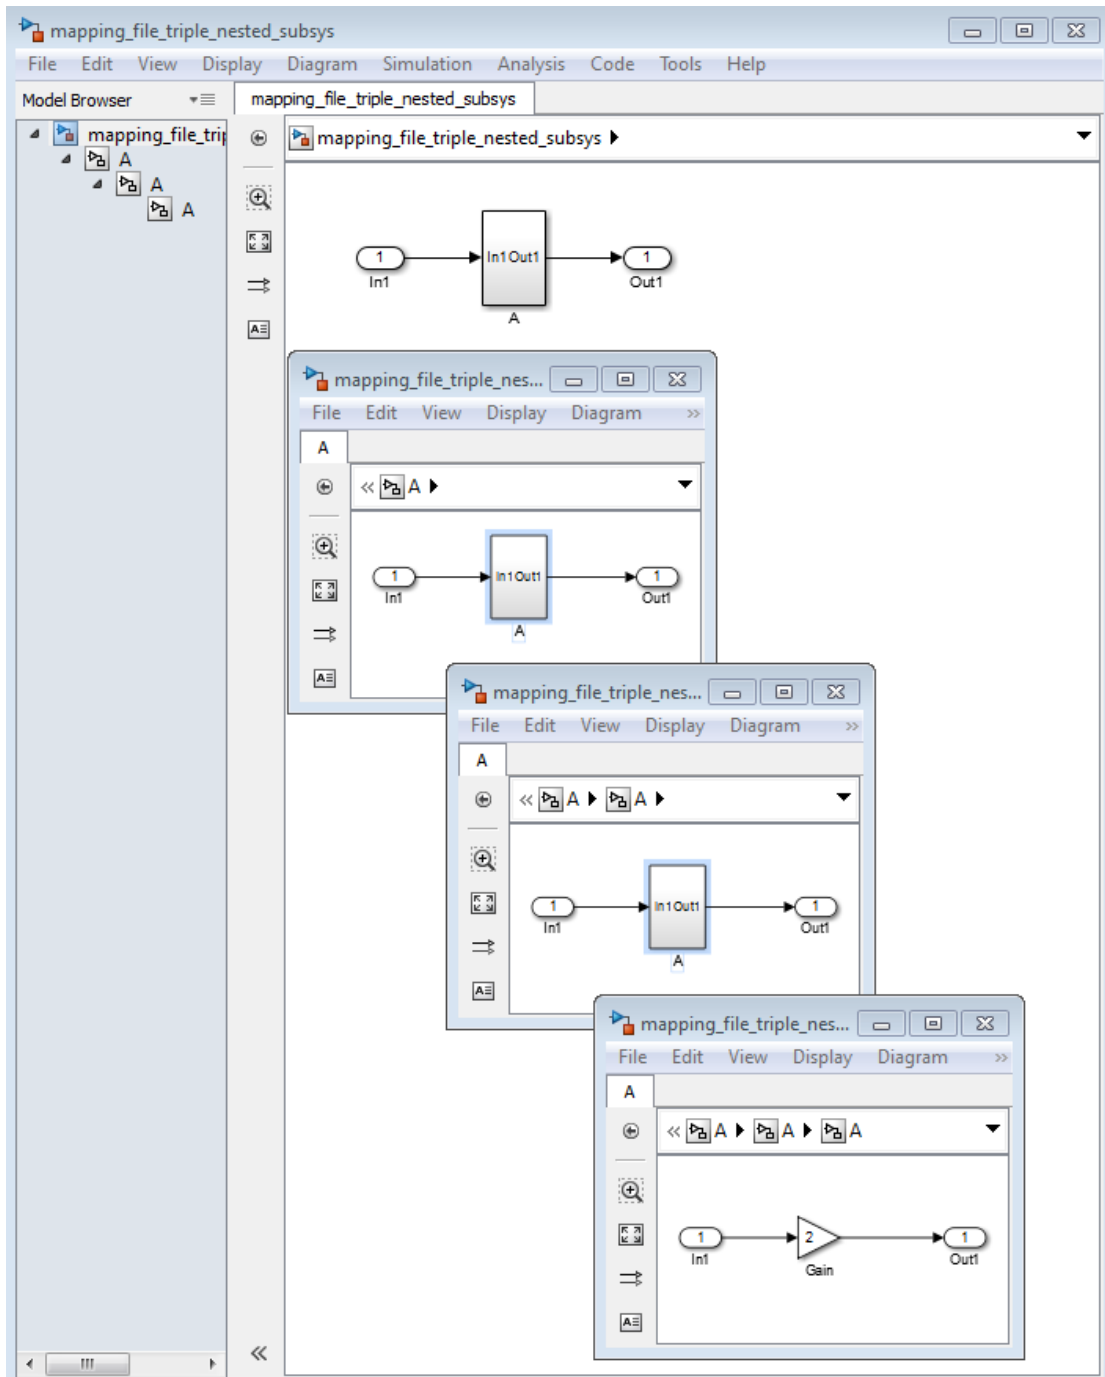 mapping_file_triple_nested_subsys
File Edit View Display Diagram Simulation Analysis Code Tools Help
Model Browser
mapping_file_triple_nested_subsys
mapping_file_trip
A
A
A
mapping_file_triple_nested_subsys
1
In1
In1 Out1
A
1
Out1
mapping_file_triple_nes...
File Edit View Display Diagram »
A
« A
1
In1
In1 Out1
A
1
Out1
mapping_file_triple_nes...
File Edit View Display Diagram »
A
« A A
1
In1
In1 Out1
A
1
Out1
mapping_file_triple_nes...
File Edit View Display Diagram »
A
« A A A
1
In1
2
Gain
1
Out1